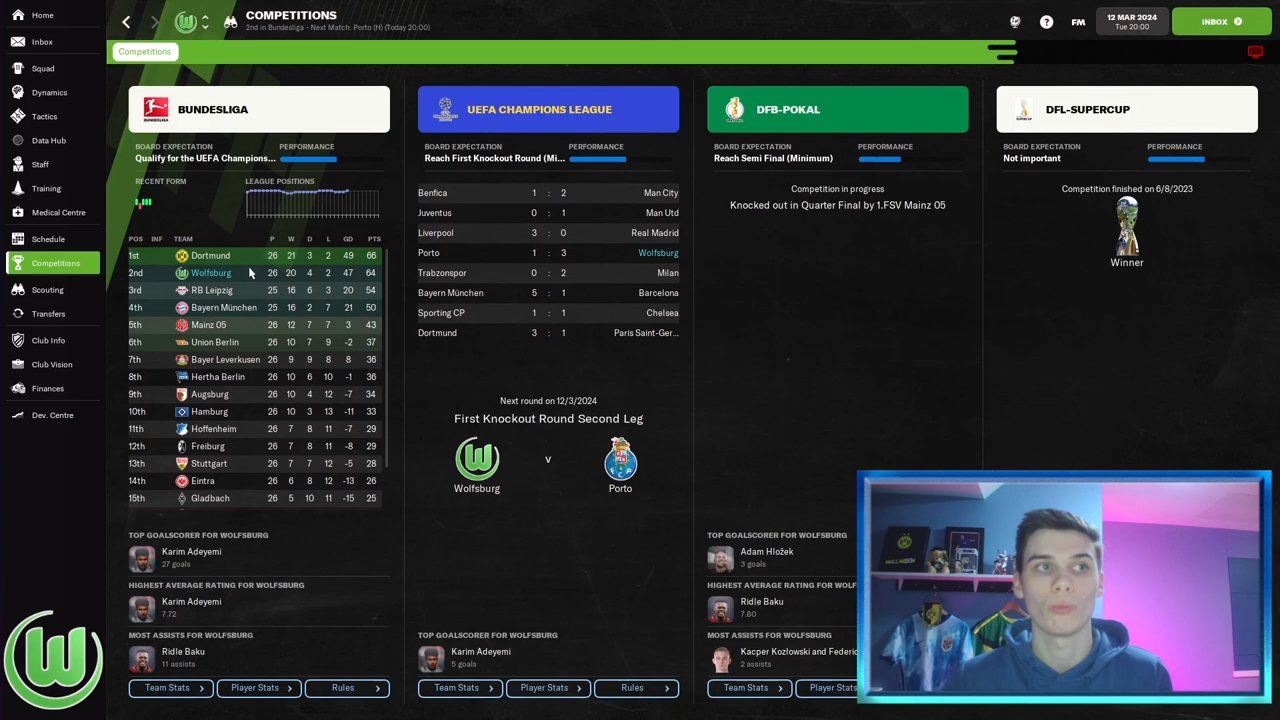 Home
Inbox
Squad
Dynamics
Tactics
Data Hub
Staff
Training
Medical Centre
Schedule
Competitions
Scouting
Transfers
Club Info
Club Vision
Finances
Dev. Centre
COMPETITIONS
2nd in Bundesliga - Next Match: Porto (H) (Today 20:00)
FM
12 MAR 2024
Tue 20:00
INBOX
Competitions
BUNDESLIGA
BOARD EXPECTATION PERFORMANCE
Qualify for the UEFA Champions...
RECENT FORM LEAGUE POSITIONS
POS INF TEAM P W D L GD PTS
1st Dortmund 26 21 3 2 49 66
2nd Wolfsburg 26 20 4 2 47 64
3rd RB Leipzig 25 16 6 3 20 54
4th Bayern München 25 16 2 7 21 50
5th Mainz 05 26 12 7 7 3 43
6th Union Berlin 26 10 7 9 -2 37
7th Bayer Leverkusen 26 9 9 8 8 36
8th Hertha Berlin 26 10 6 10 -1 36
9th Augsburg 26 10 4 12 -7 34
10th Hamburg 26 10 3 13 -11 33
11th Hoffenheim 26 7 8 11 -7 29
12th Freiburg 26 7 8 11 -8 29
13th Stuttgart 26 7 7 12 -5 28
14th Eintra 26 6 8 12 -13 26
15th Gladbach 26 5 10 11 -15 25
TOP GOALSCORER FOR WOLFSBURG
Karim Adeyemi
27 goals
HIGHEST AVERAGE RATING FOR WOLFSBURG
Karim Adeyemi
7.72
MOST ASSISTS FOR WOLFSBURG
Ridle Baku
11 assists
Team Stats Player Stats Rules
UEFA CHAMPIONS LEAGUE
BOARD EXPECTATION PERFORMANCE
Reach First Knockout Round (Mi...
Benfica 1 : 2 Man City
Juventus 0 : 1 Man Utd
Liverpool 3 : 0 Real Madrid
Porto 1 : 3 Wolfsburg
Trabzonspor 0 : 2 Milan
Bayern München 5 : 1 Barcelona
Sporting CP 1 : 1 Chelsea
Dortmund 3 : 1 Paris Saint-Ger...
Next round on 12/3/2024
First Knockout Round Second Leg
v
Wolfsburg Porto
TOP GOALSCORER FOR WOLFSBURG
Karim Adeyemi
5 goals
Team Stats Player Stats Rules
DFB-POKAL
BOARD EXPECTATION PERFORMANCE
Reach Semi Final (Minimum)
Competition in progress
Knocked out in Quarter Final by 1.FSV Mainz 05
TOP GOALSCORER FOR WOLFSBURG
Adam Hložek
3 goals
HIGHEST AVERAGE RATING FOR WOLF
Ridle Baku
7.80
MOST ASSISTS FOR WOLFSBURG
Kacper Kozłowski and Federic
2 assists
Team Stats Player Stats
DFL-SUPERCUP
BOARD EXPECTATION PERFORMANCE
Not important
Competition finished on 6/8/2023
Winner